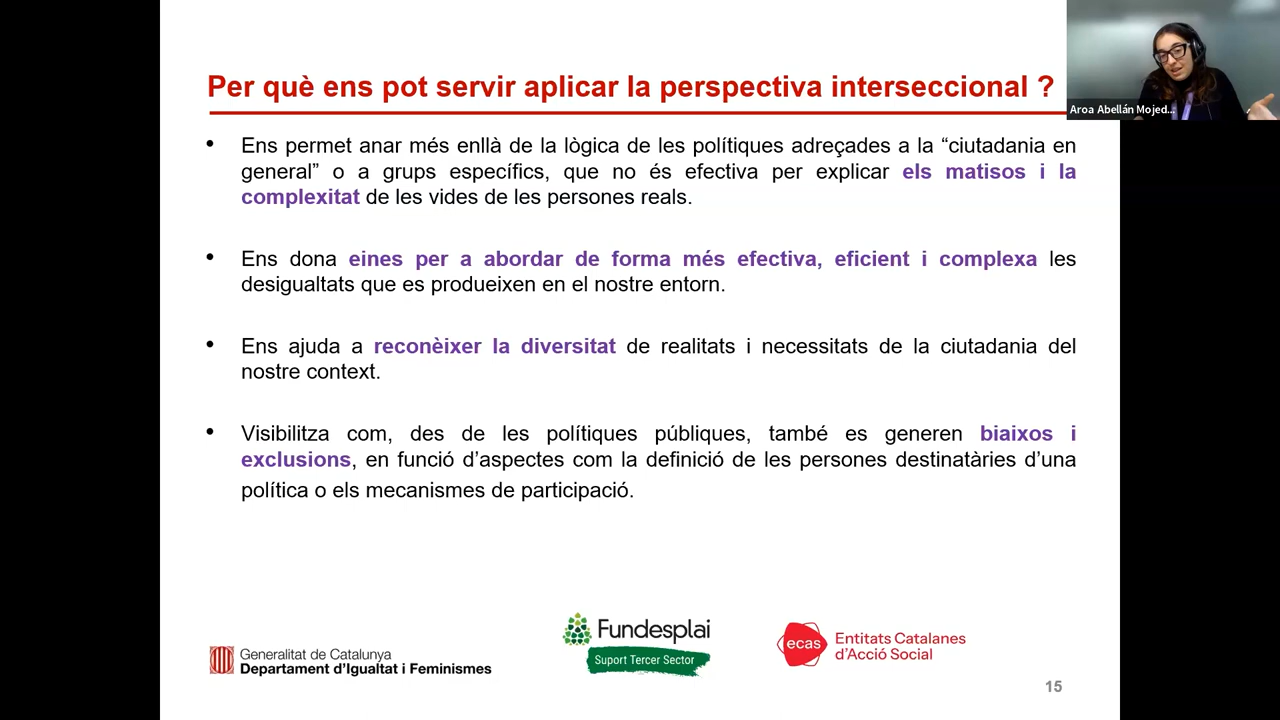 Per què ens pot servir aplicar la perspectiva interseccional ?
Aroa Abellán Mojed...
• Ens permet anar més enllà de la lògica de les polítiques adreçades a la “ciutadania en
general” o a grups específics, que no és efectiva per explicar els matisos i la
complexitat de les vides de les persones reals.
• Ens dona eines per a abordar de forma més efectiva, eficient i complexa les
desigualtats que es produeixen en el nostre entorn.
• Ens ajuda a reconèixer la diversitat de realitats i necessitats de la ciutadania del
nostre context.
• Visibilitza com, des de les polítiques públiques, també es generen biaixos i
exclusions, en funció d’aspectes com la definició de les persones destinatàries d’una
política o els mecanismes de participació.
Generalitat de Catalunya
Departament d’Igualtat i Feminismes
Fundesplai
Suport Tercer Sector
ecas
Entitats Catalanes
d’Acció Social
15